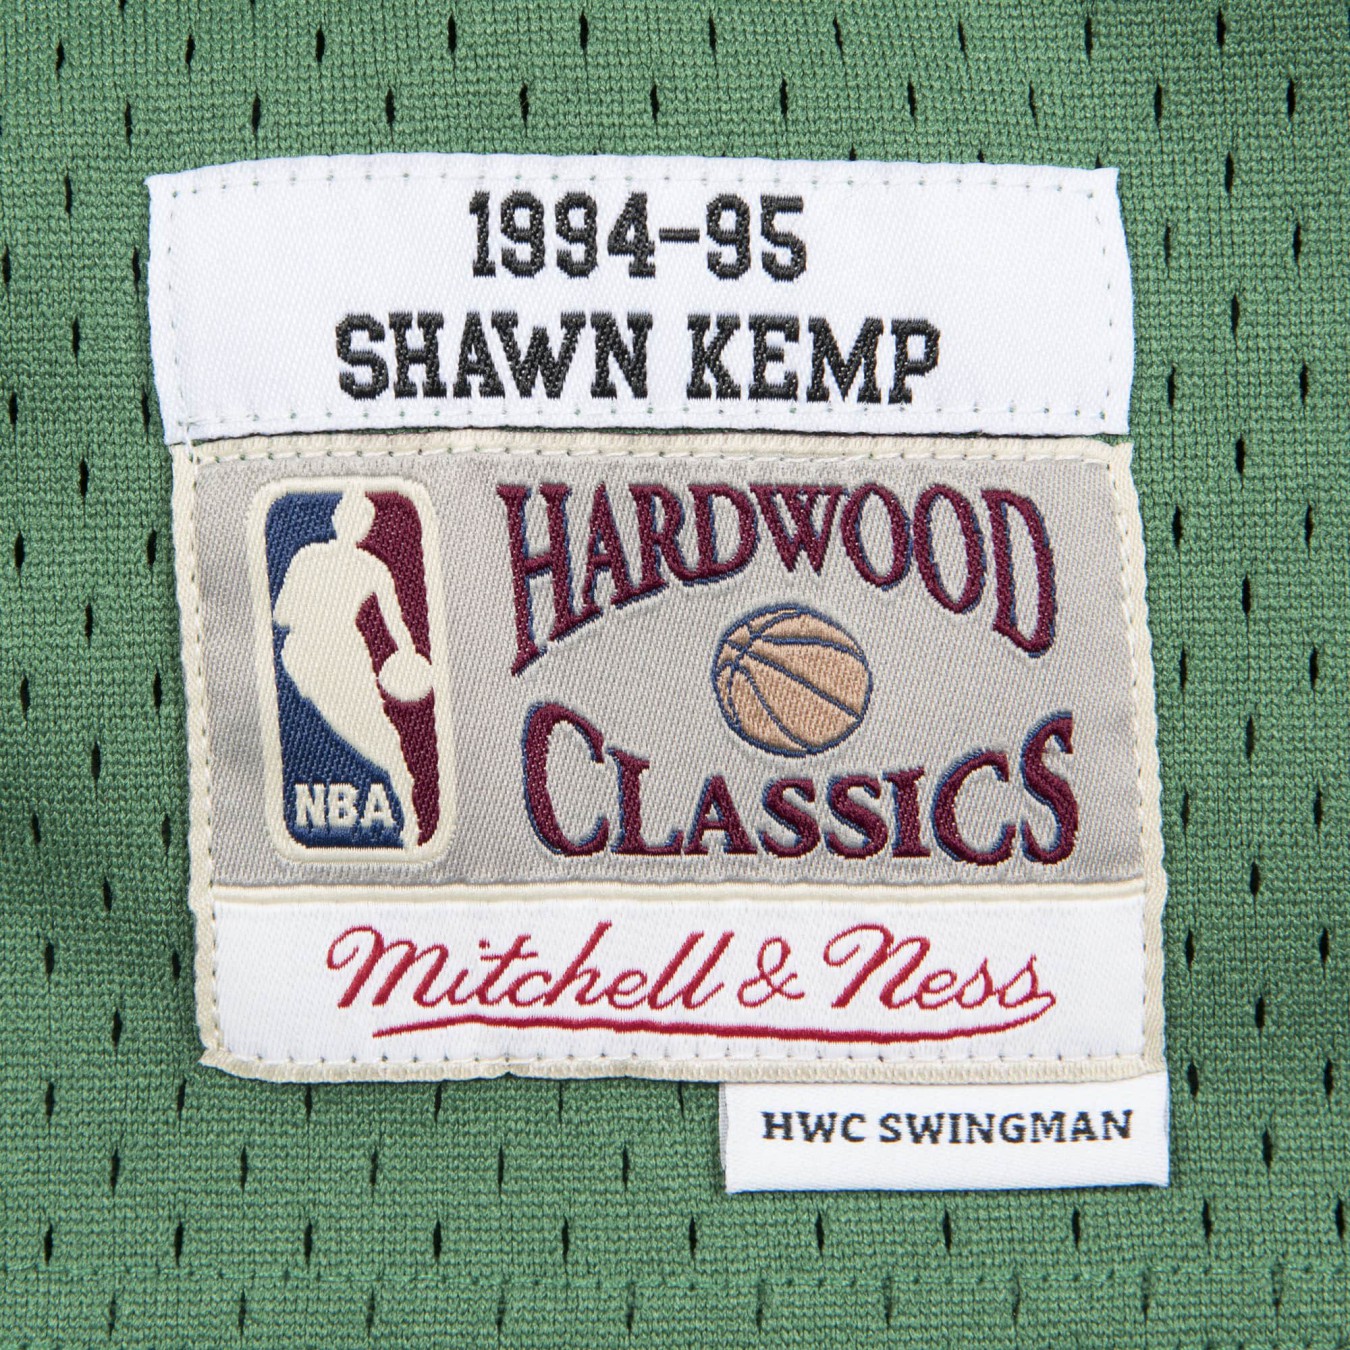 1994-95
SHAWN KEMP
HARDWOOD
CLASSICS
NBA
Mitchell & Ness
HWC SWINGMAN